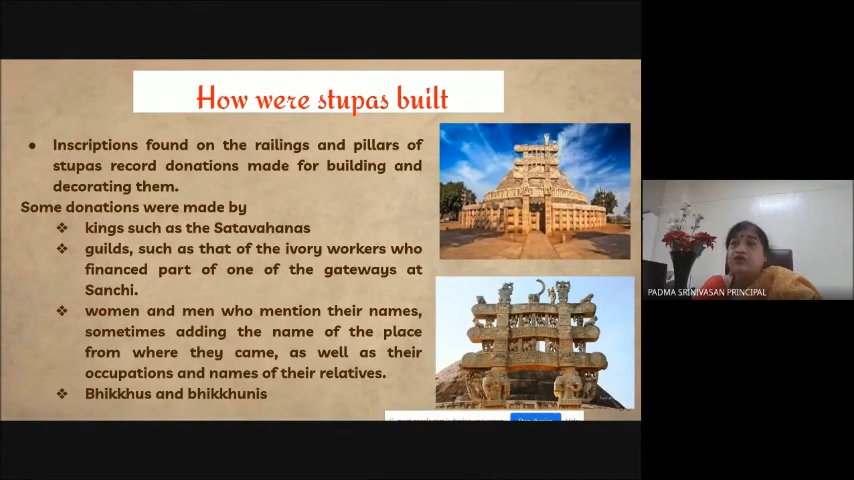 How were stupas built
● Inscriptions found on the railings and pillars of
stupas record donations made for building and
decorating them.
Some donations were made by
❖ kings such as the Satavahanas
❖ guilds, such as that of the ivory workers who
financed part of one of the gateways at
Sanchi.
❖ women and men who mention their names,
sometimes adding the name of the place
from where they came, as well as their
occupations and names of their relatives.
❖ Bhikkhus and bhikkhunis
PADMA SRINIVASAN PRINCIPAL